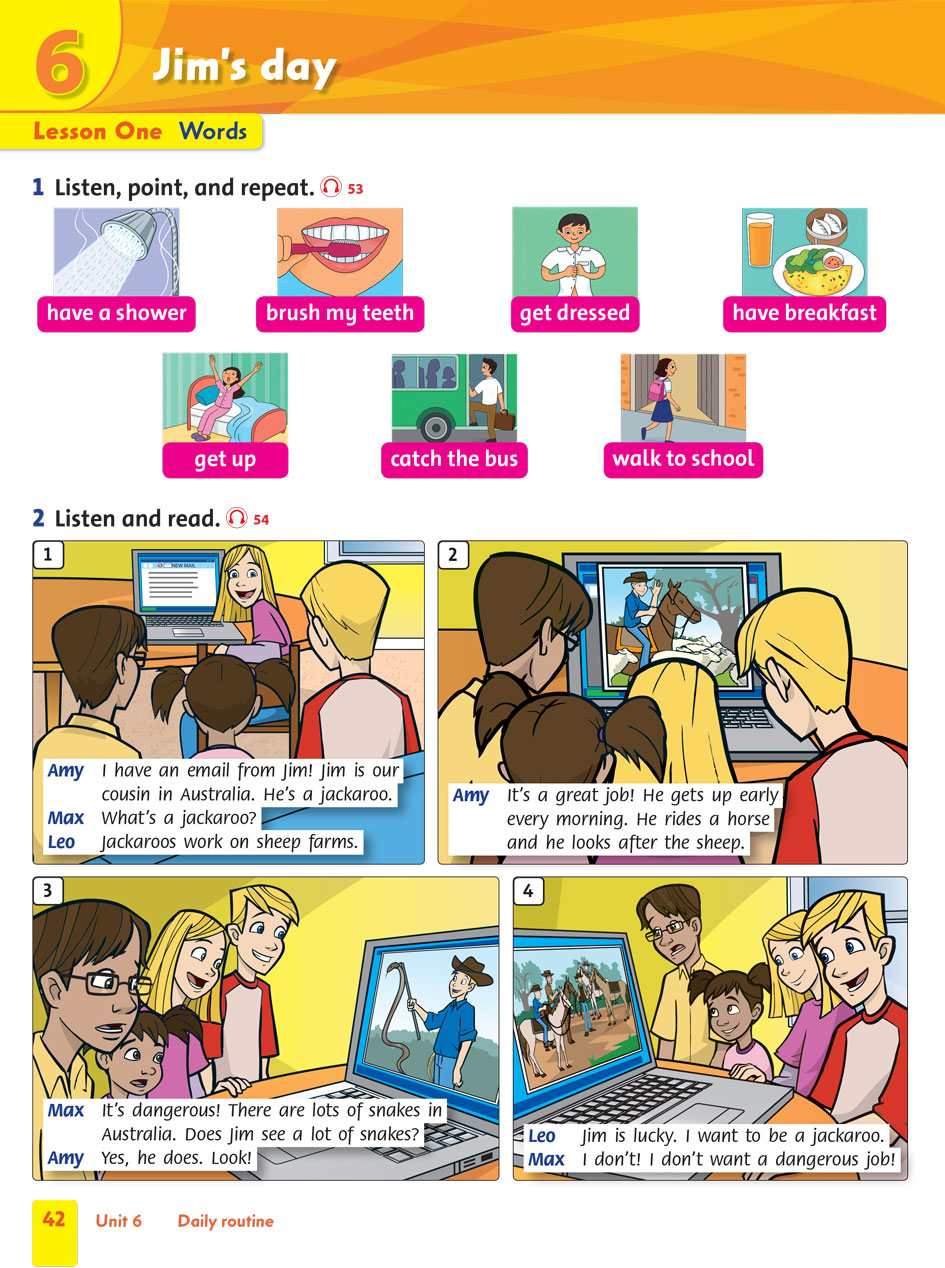 6
Jim's day
Lesson One Words
1 Listen, point, and repeat. 53
have a shower
brush my teeth
get dressed
have breakfast
get up
catch the bus
walk to school
2 Listen and read. 54
1
NEW MAIL
Amy I have an email from Jim! Jim is our
cousin in Australia. He's a jackaroo.
Max What's a jackaroo?
Leo Jackaroos work on sheep farms.
2
Amy It's a great job! He gets up early
every morning. He rides a horse
and he looks after the sheep.
3
Max It's dangerous! There are lots of snakes in
Australia. Does Jim see a lot of snakes?
Amy Yes, he does. Look!
4
Leo Jim is lucky. I want to be a jackaroo.
Max I don't! I don't want a dangerous job!
42 Unit 6 Daily routine